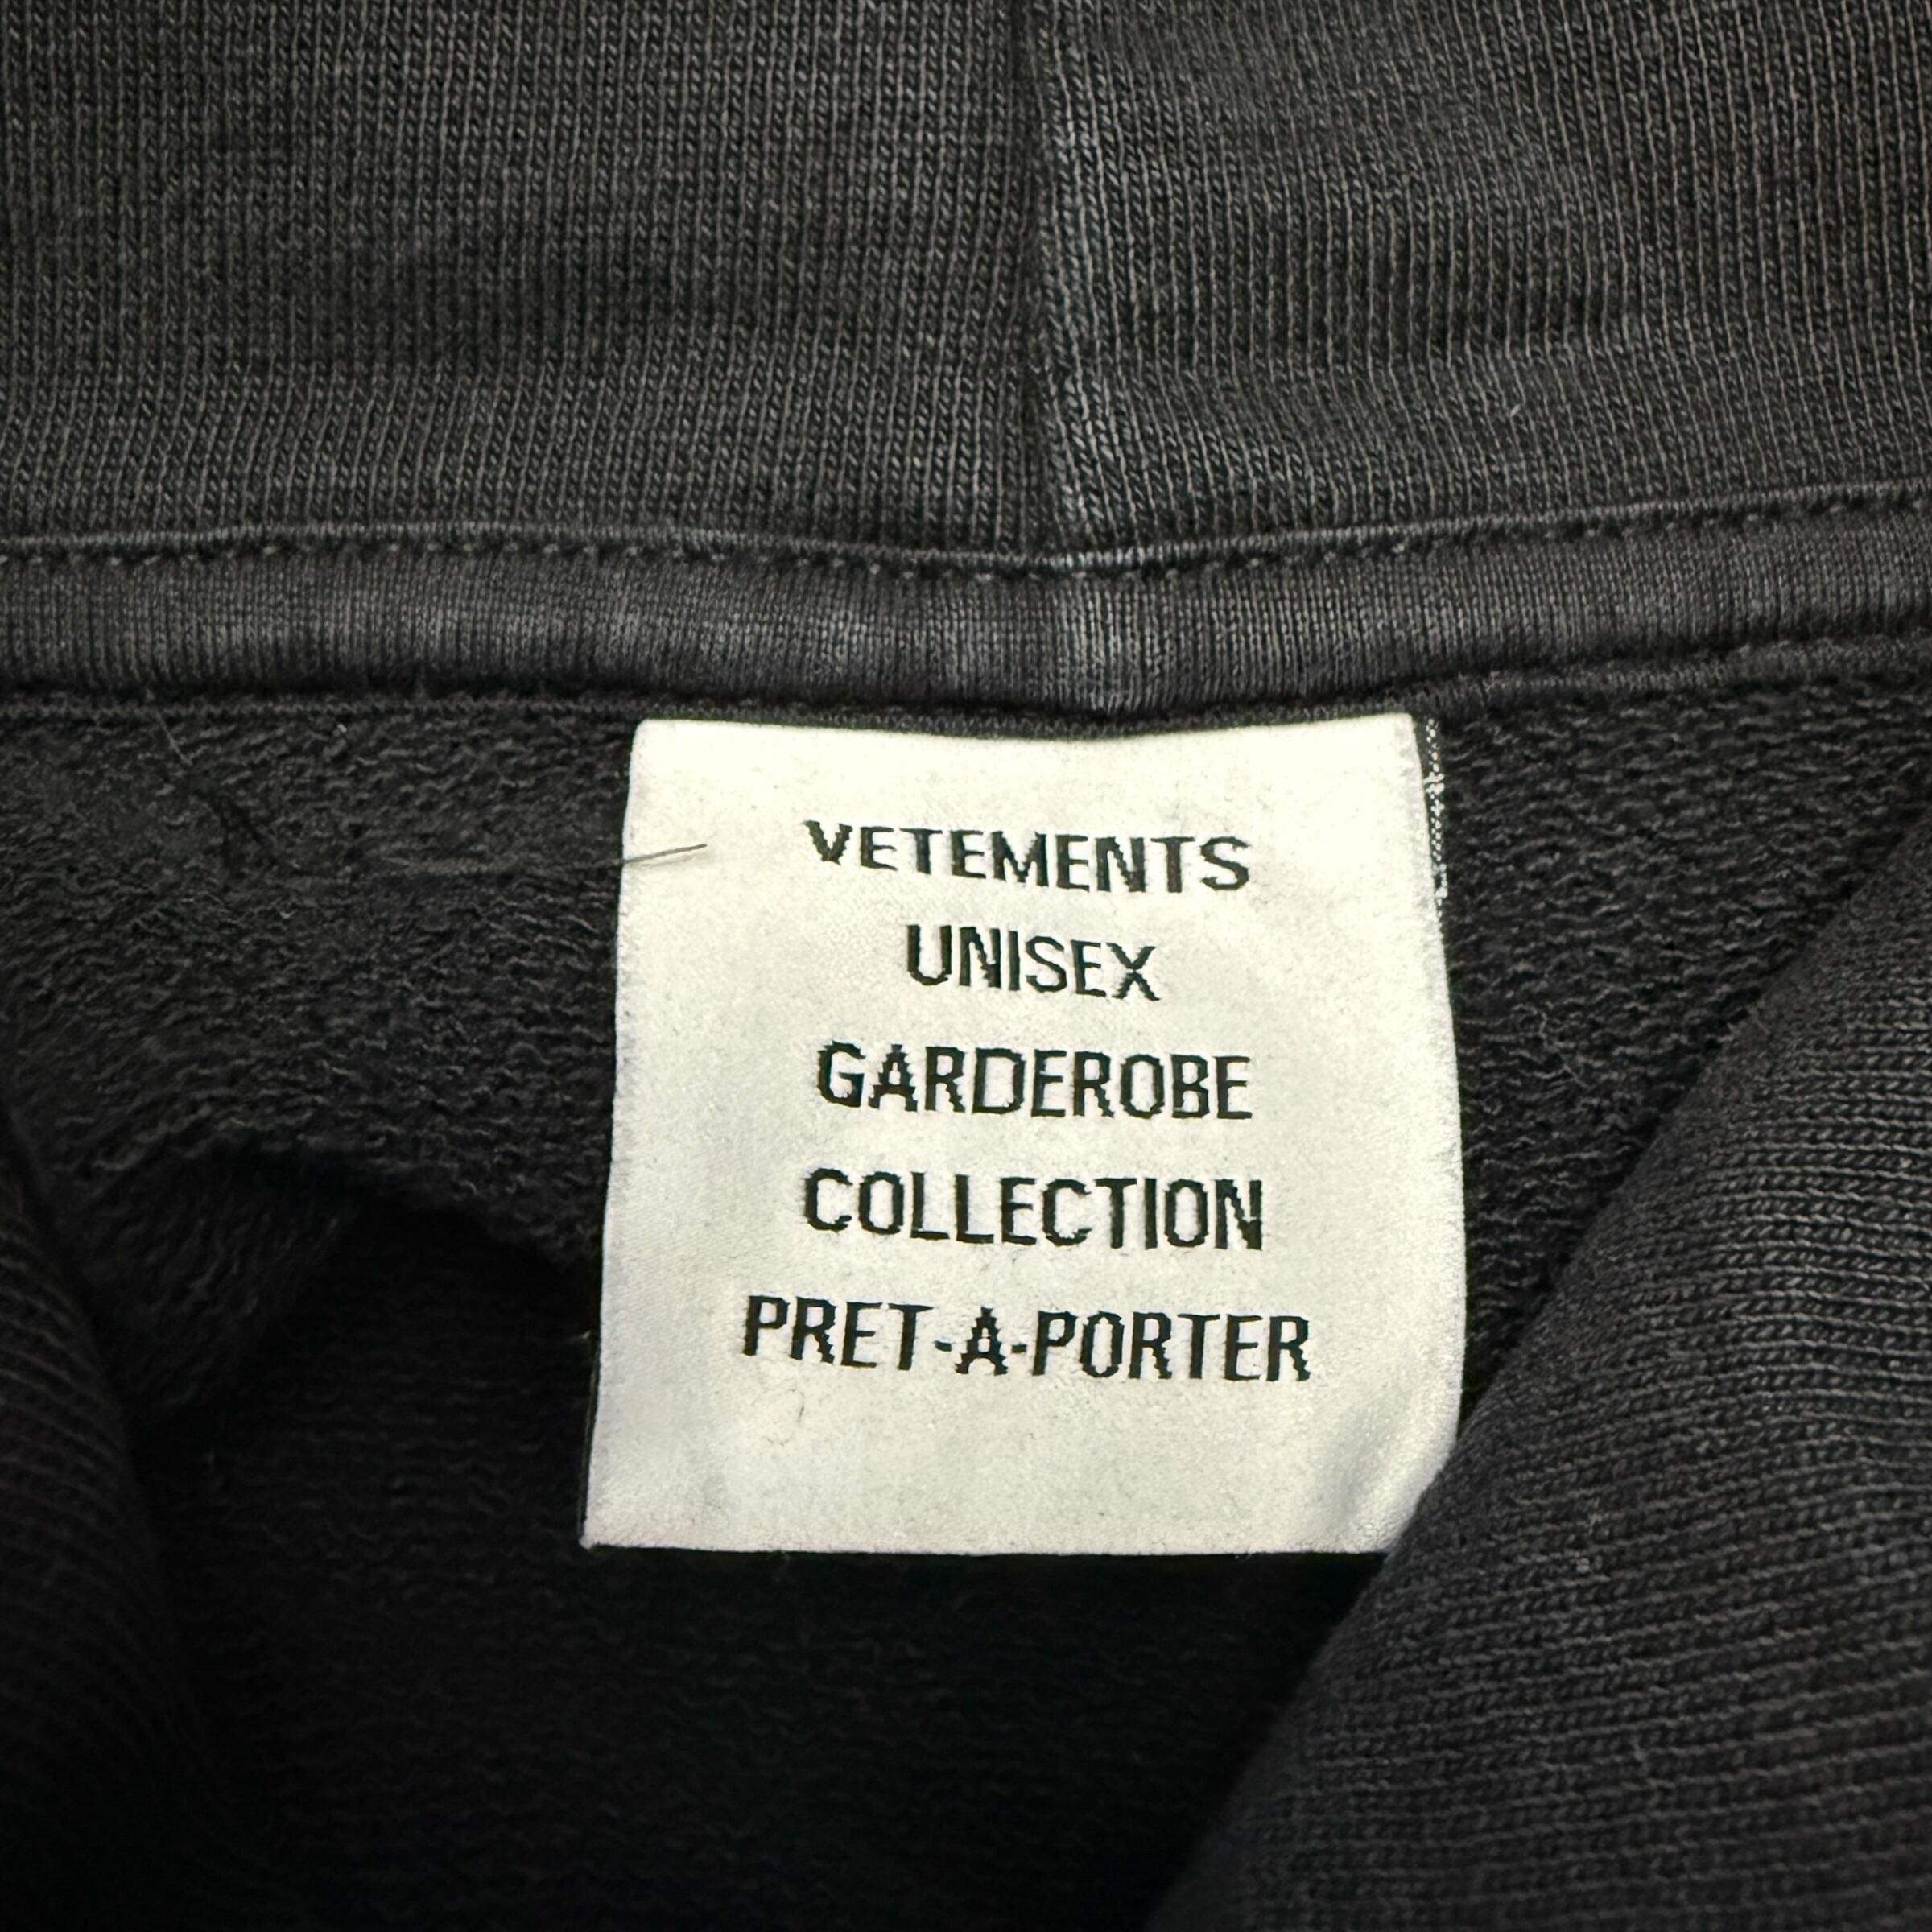 VETEMENTS
UNISEX
GARDEROBE
COLLECTION
PRET-A-PORTER